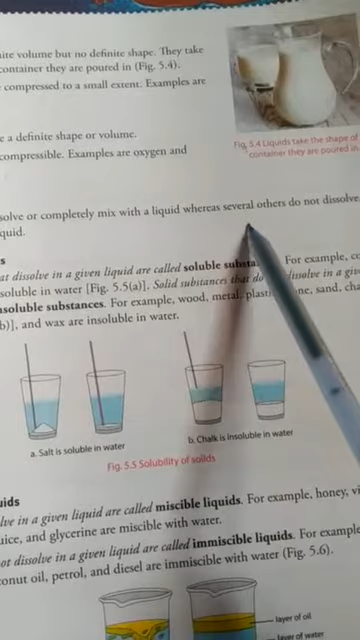 ite volume but no definite shape. They take
container they are poured in (Fig. 5.4).
compressed to a small extent. Examples are
Fig. 5.4 Liquids take the shape of
container they are poured in
e a definite shape or volume.
compressible. Examples are oxygen and
solve or completely mix with a liquid whereas several others do not dissolve
quid.
s
at dissolve in a given liquid are called soluble substa For example, co
soluble in water [Fig. 5.5(a)]. Solid substances that do dissolve in a give
nsoluble substances. For example, wood, metal, plasti ne, sand, cha
b)], and wax are insoluble in water.
a. Salt is soluble in water
b. Chalk is insoluble in water
Fig. 5.5 Solubility of solids
uids
lve in a given liquid are called miscible liquids. For example, honey, vi
uice, and glycerine are miscible with water.
ot dissolve in a given liquid are called immiscible liquids. For example
conut oil, petrol, and diesel are immiscible with water (Fig. 5.6).
layer of oil
layer of water